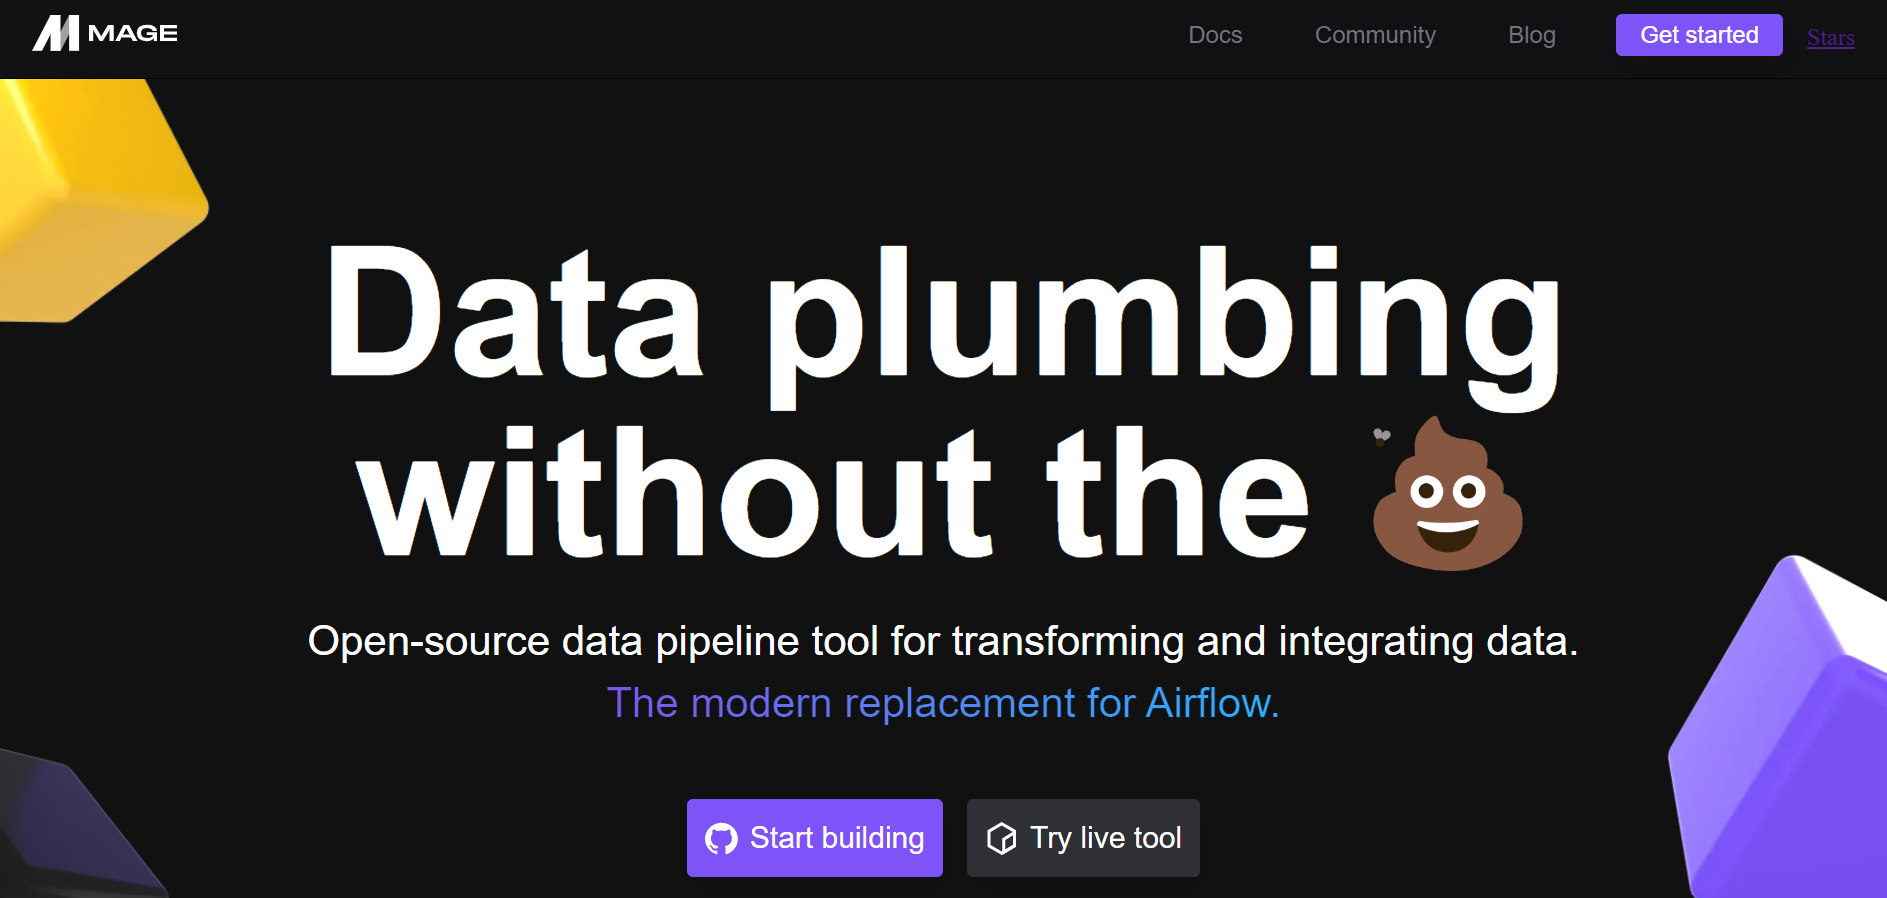 MAGE
Docs
Community
Blog
Get started
Stars
Data plumbing
without the 💩
Open-source data pipeline tool for transforming and integrating data.
The modern replacement for Airflow.
Start building
Try live tool